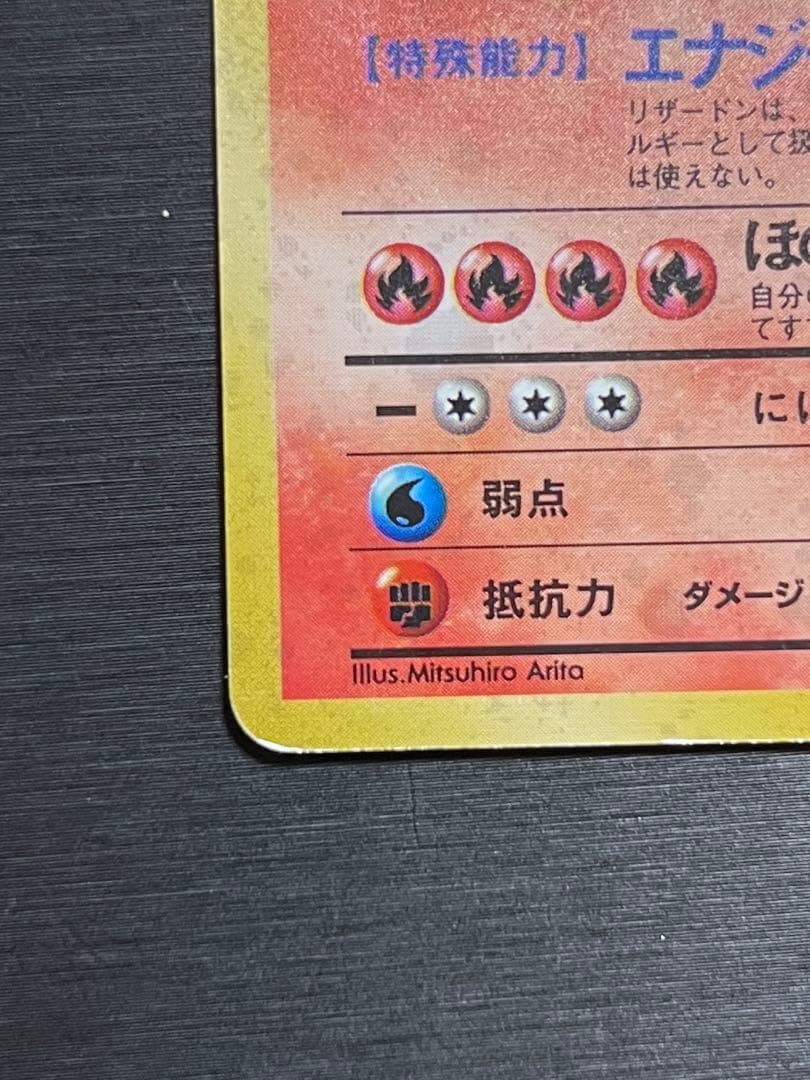 【特殊能力】 エナジ
リザードンは、
ルギーとして扱
は使えない。
ほの
自分の
てす
にげ
弱点
抵抗力 ダメージ
Illus.Mitsuhiro Arita